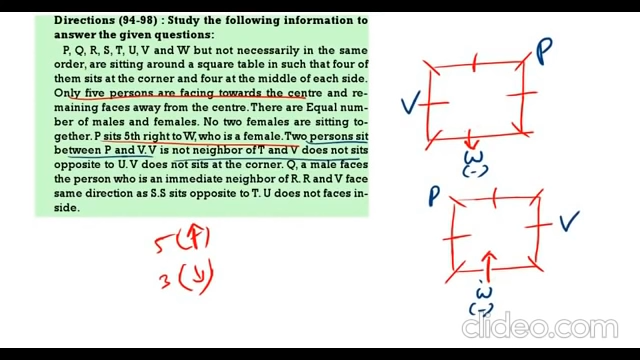 Directions (94-98) : Study the following information to
answer the given questions:
P, Q, R, S, T, U, V and W but not necessarily in the same
order, are sitting around a square table in such that four of
them sits at the corner and four at the middle of each side.
Only five persons are facing towards the centre and re-
maining faces away from the centre. There are Equal num-
ber of males and females. No two females are sitting to-
gether. P sits 5th right to W, who is a female. Two persons sit
between P and V. V is not neighbor of T and V does not sits
opposite to U. V does not sits at the corner. Q, a male faces
the person who is an immediate neighbor of R. R and V face
same direction as S. S sits opposite to T. U does not faces in-
side.
5 (↑)
3 (↓)
P
V
W
(-)
P
V
W
(-)
clideo.com